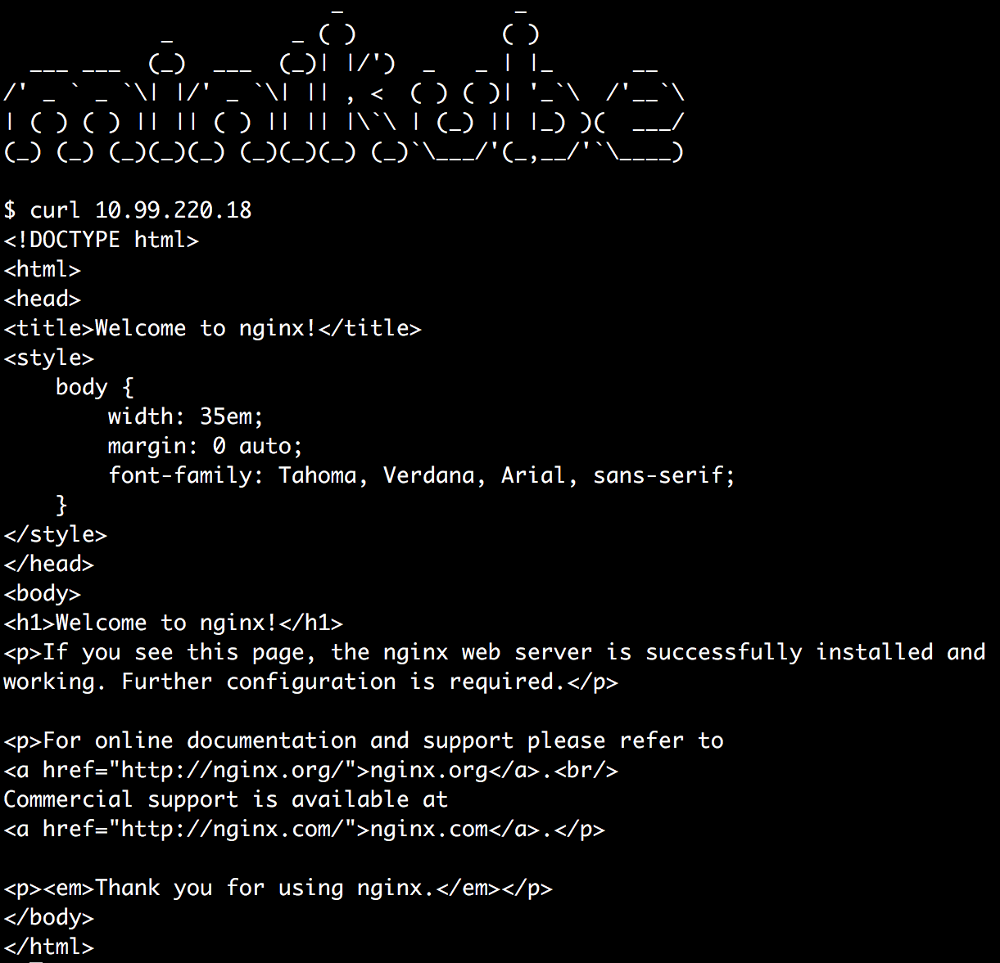 _             _
            _         _ ( )           ( )
  ___ ___  (_)  ___  (_)| |/')  _   _ | |_      __
/' _ ` _ `\| |/' _ `\| || , <  ( ) ( )| '_`\  /'__`\
| ( ) ( ) || || ( ) || || |\`\ | (_) || |_) )(  ___/
(_) (_) (_)(_)(_) (_)(_)(_) (_)`\___/'(_,__/'`\____)

$ curl 10.99.220.18
<!DOCTYPE html>
<html>
<head>
<title>Welcome to nginx!</title>
<style>
    body {
        width: 35em;
        margin: 0 auto;
        font-family: Tahoma, Verdana, Arial, sans-serif;
    }
</style>
</head>
<body>
<h1>Welcome to nginx!</h1>
<p>If you see this page, the nginx web server is successfully installed and
working. Further configuration is required.</p>

<p>For online documentation and support please refer to
<a href="http://nginx.org/">nginx.org</a>.<br/>
Commercial support is available at
<a href="http://nginx.com/">nginx.com</a>.</p>

<p><em>Thank you for using nginx.</em></p>
</body>
</html>